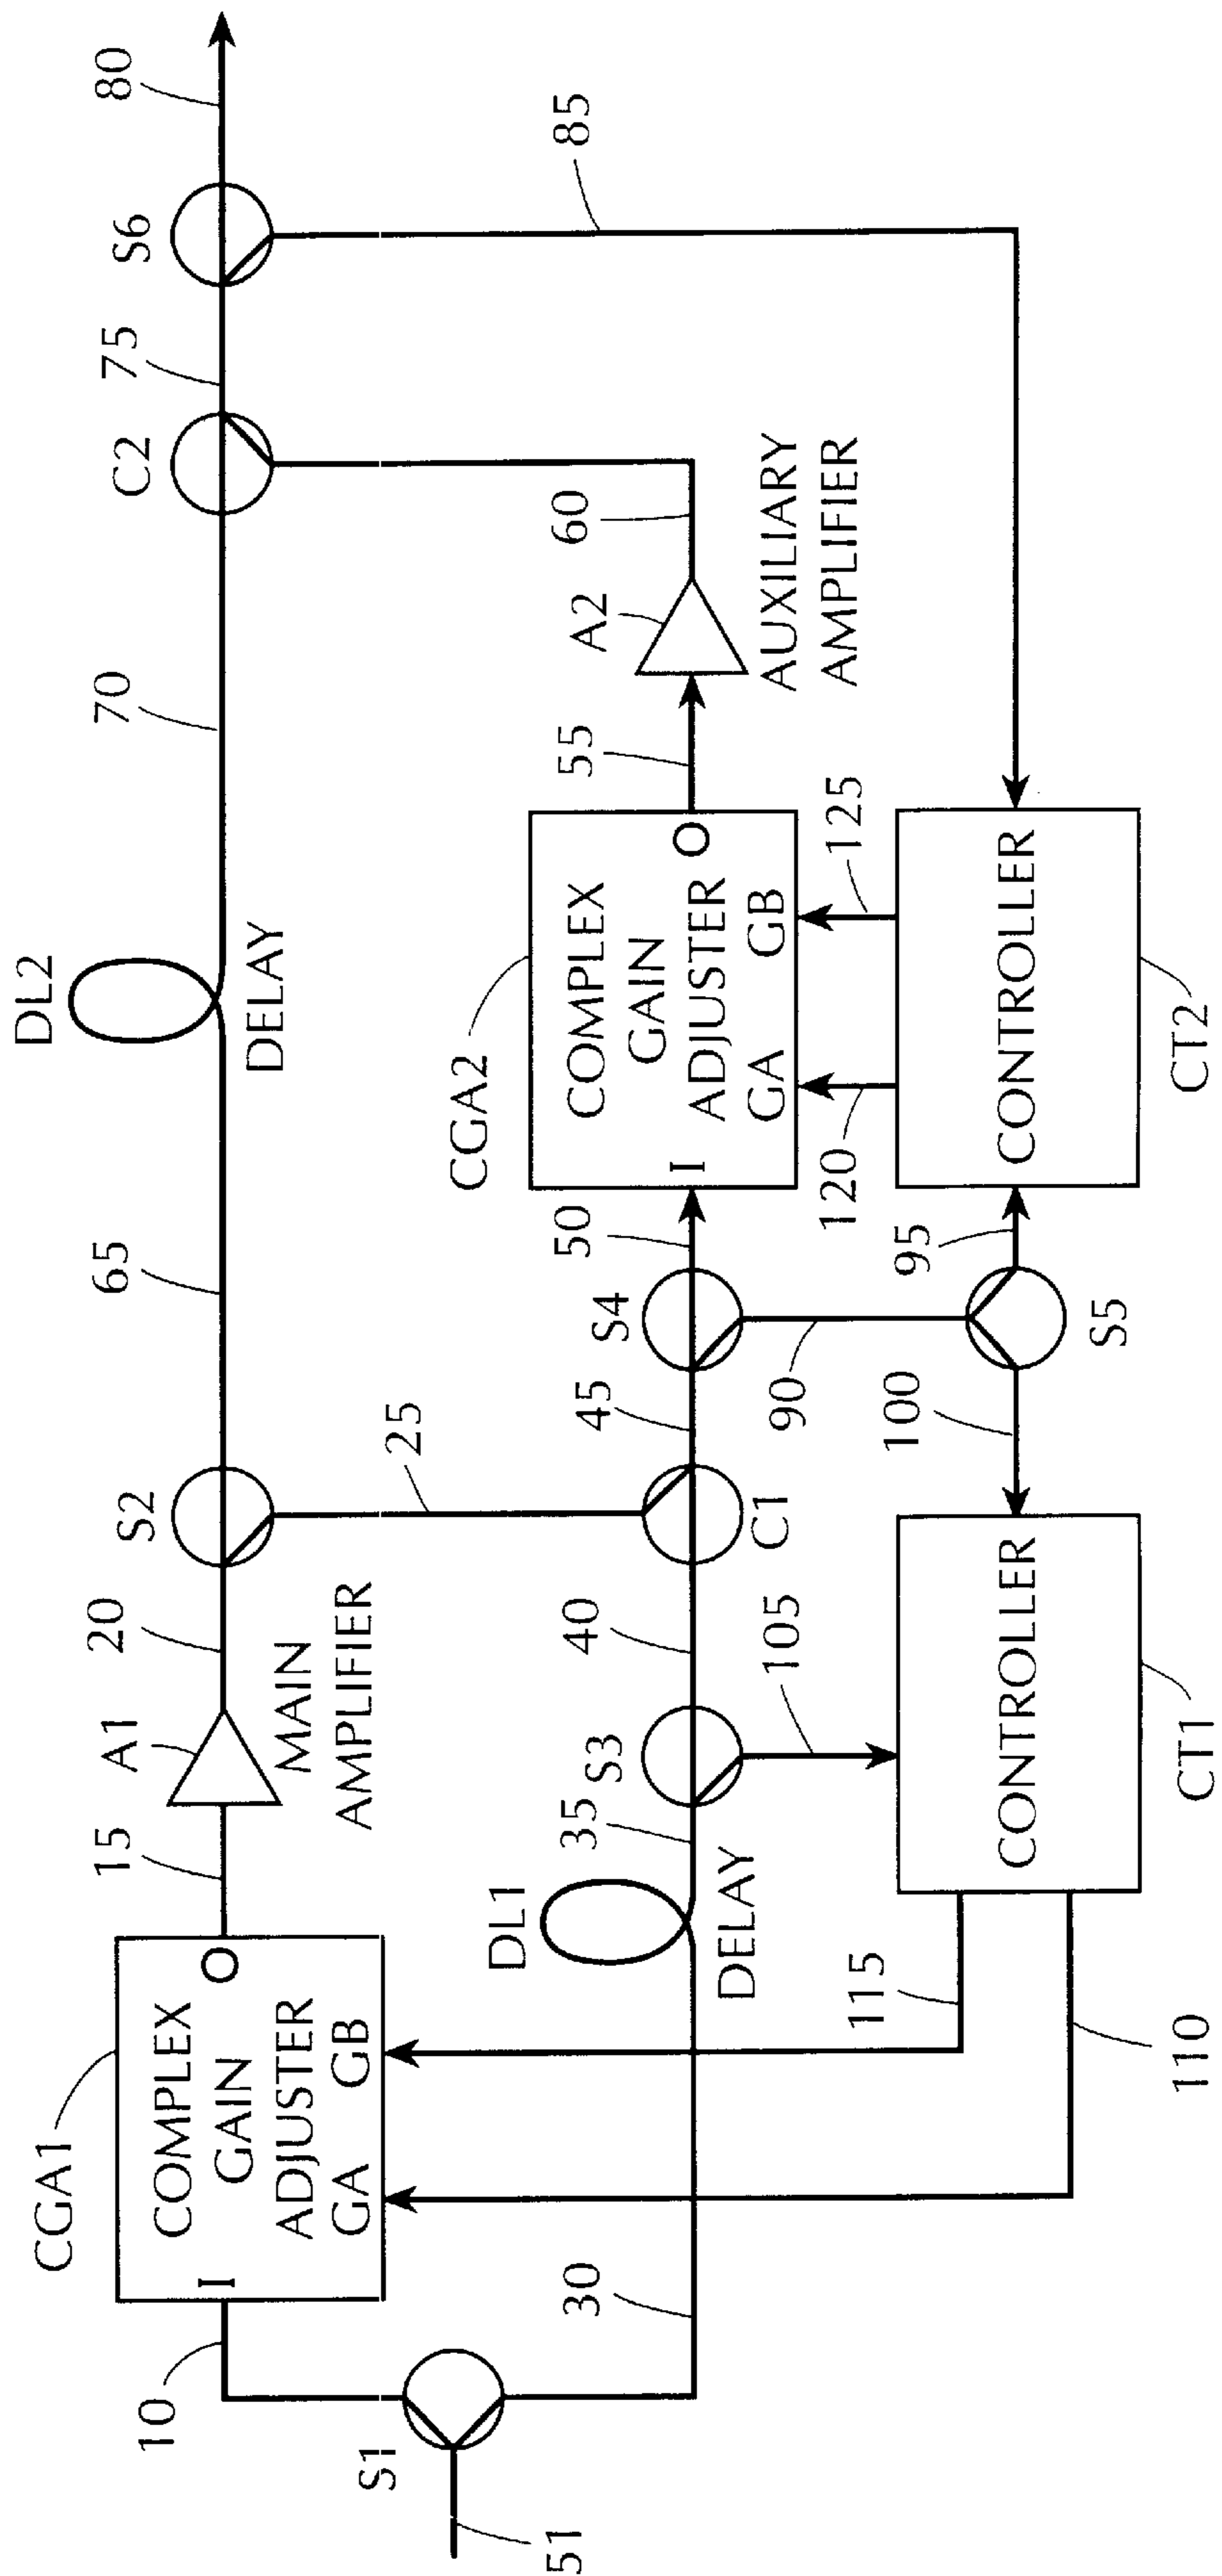 DL2
DELAY
CGA1
COMPLEX
GAIN
ADJUSTER
I
O
GA
GB
10
15
A1
MAIN
AMPLIFIER
20
S2
65
70
C2
75
S6
80
S1
51
25
85
CGA2
COMPLEX
GAIN
ADJUSTER
I
O
GA
GB
DL1
DELAY
30
35
S3
40
C1
45
S4
50
55
A2
AUXILIARY
AMPLIFIER
60
105
90
120
125
115
110
CONTROLLER
CT1
100
S5
95
CONTROLLER
CT2